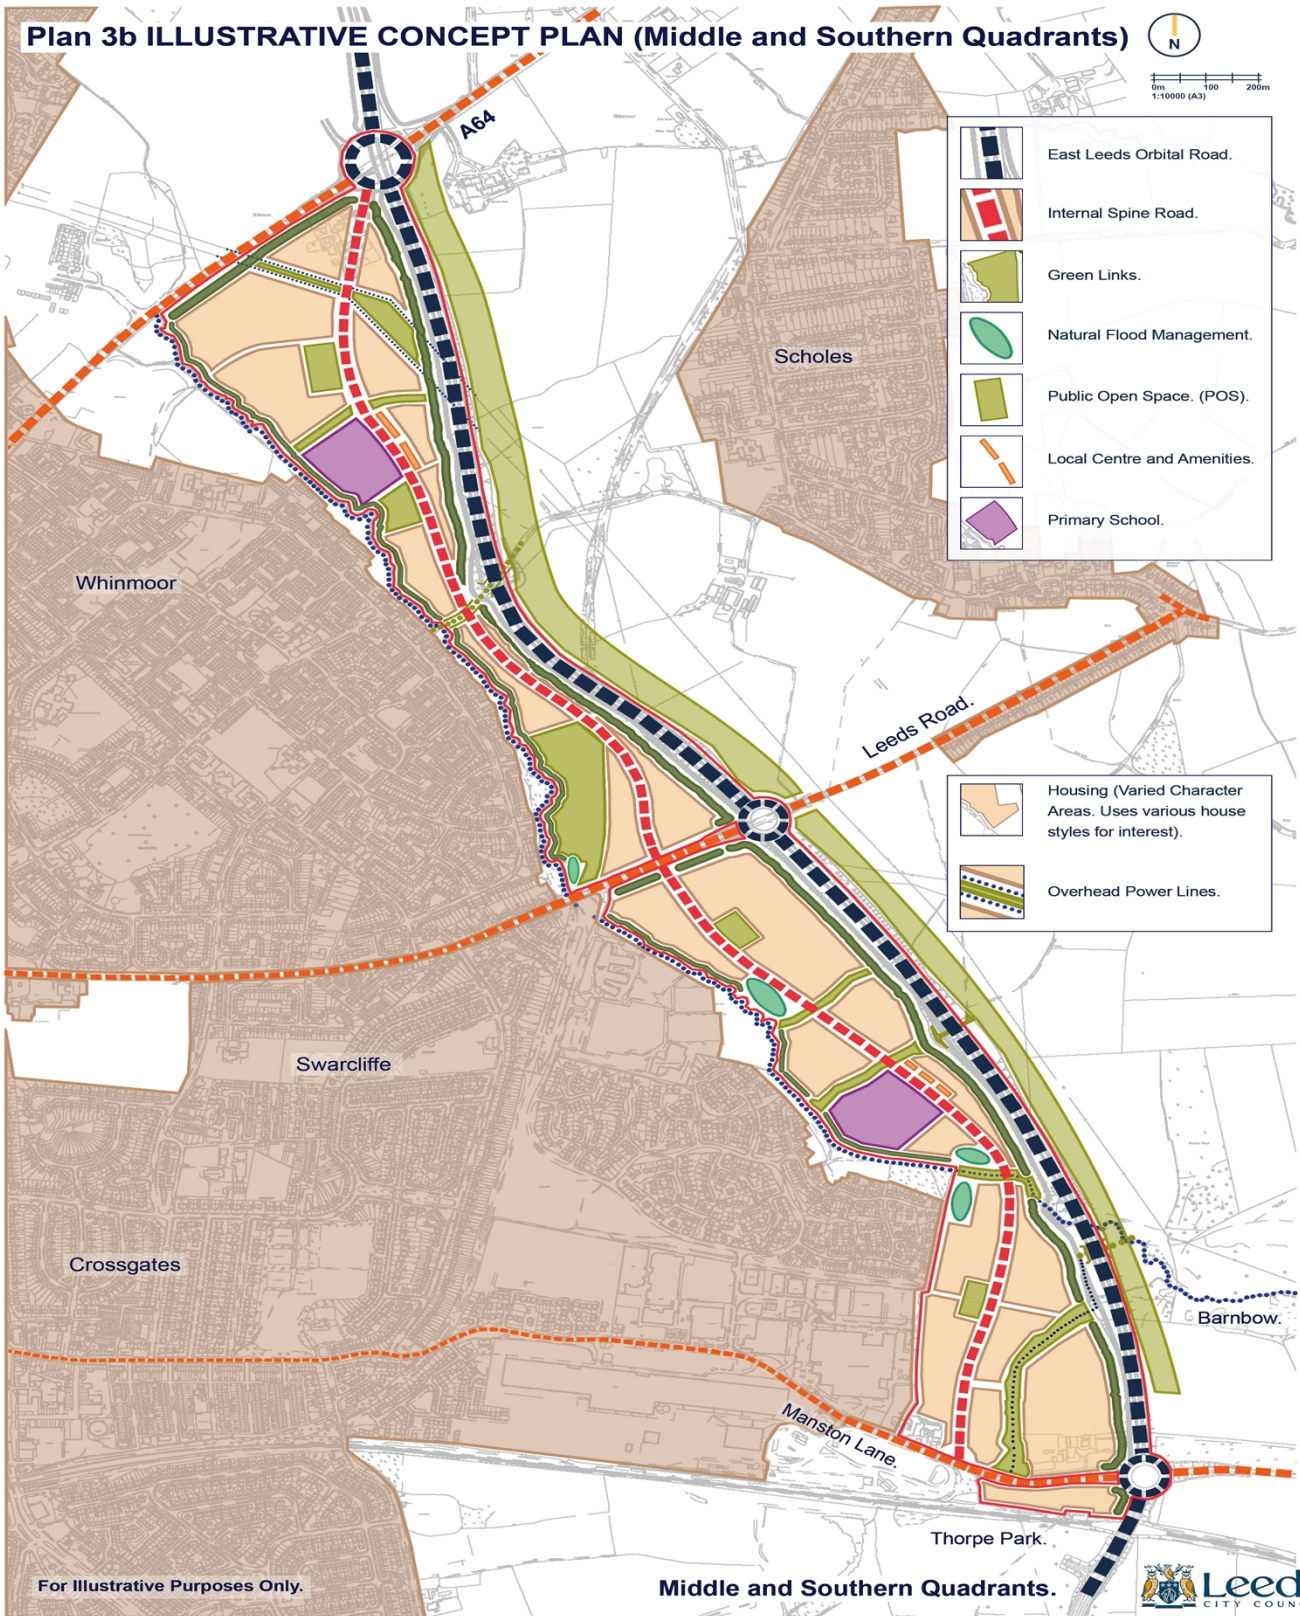 Plan 3b ILLUSTRATIVE CONCEPT PLAN (Middle and Southern Quadrants)
N
0m 100 200m
1:10000 (A3)
A64
East Leeds Orbital Road.
Internal Spine Road.
Green Links.
Natural Flood Management.
Public Open Space. (POS).
Local Centre and Amenities.
Primary School.
Scholes
Whinmoor
Leeds Road.
Housing (Varied Character
Areas. Uses various house
styles for interest).
Overhead Power Lines.
Swarcliffe
Crossgates
Barnbow.
Manston Lane.
Thorpe Park.
For Illustrative Purposes Only.
Middle and Southern Quadrants.
Leed
CITY COUN